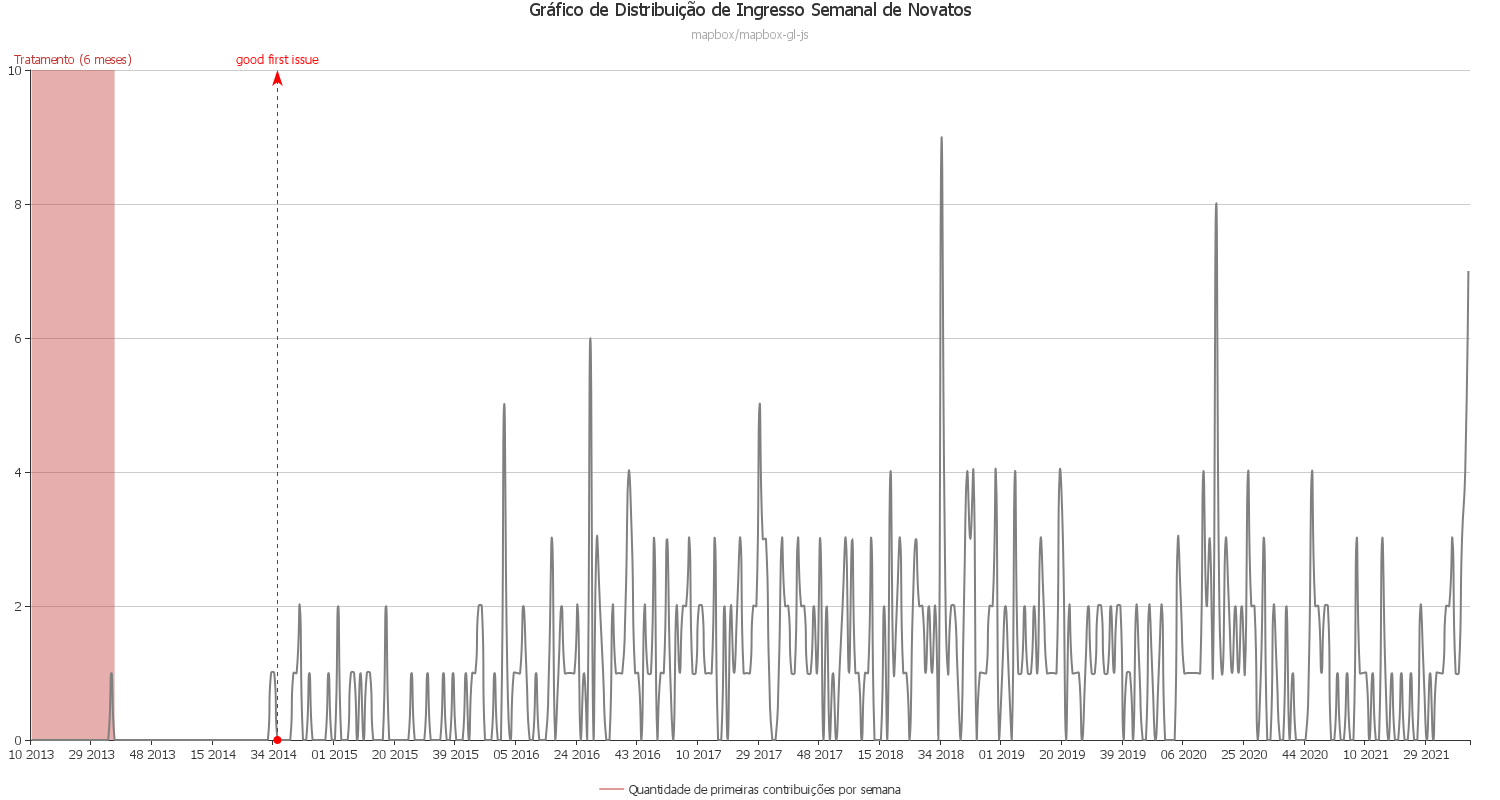 Gráfico de Distribuição de Ingresso Semanal de Novatos
mapbox/mapbox-gl-js
Tratamento (6 meses)
good first issue
10
8
6
4
2
0
10 2013 29 2013 48 2013 15 2014 34 2014 01 2015 20 2015 39 2015 05 2016 24 2016 43 2016 10 2017 29 2017 48 2017 15 2018 34 2018 01 2019 20 2019 39 2019 06 2020 25 2020 44 2020 10 2021 29 2021
Quantidade de primeiras contribuições por semana